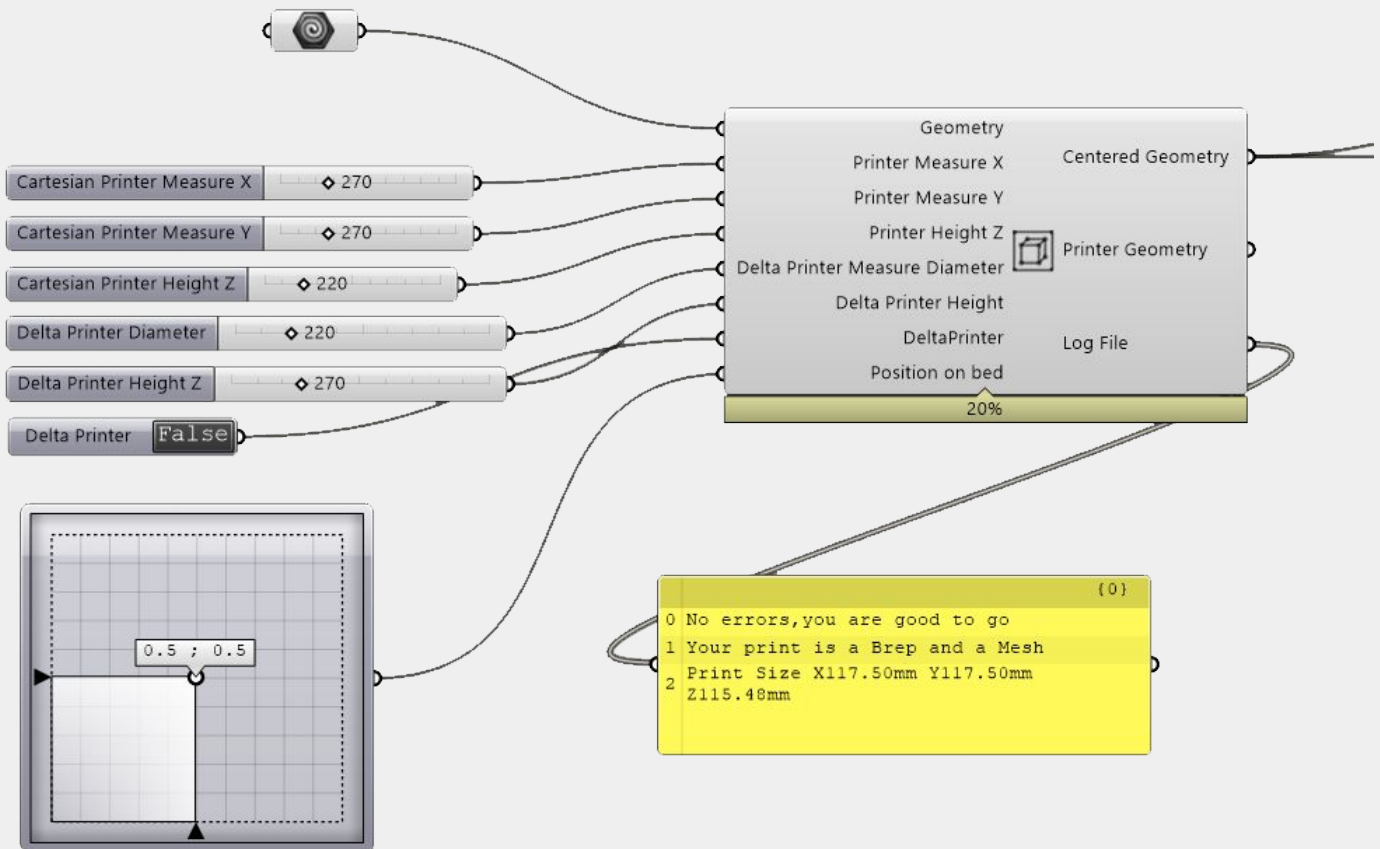 Geometry
Printer Measure X
Printer Measure Y
Printer Height Z
Delta Printer Measure Diameter
Delta Printer Height
DeltaPrinter
Position on bed
Centered Geometry
Printer Geometry
Log File
20%
Cartesian Printer Measure X 270
Cartesian Printer Measure Y 270
Cartesian Printer Height Z 220
Delta Printer Diameter 220
Delta Printer Height Z 270
Delta Printer False
0.5 ; 0.5
{0}
0 No errors,you are good to go
1 Your print is a Brep and a Mesh
2 Print Size X117.50mm Y117.50mm
Z115.48mm